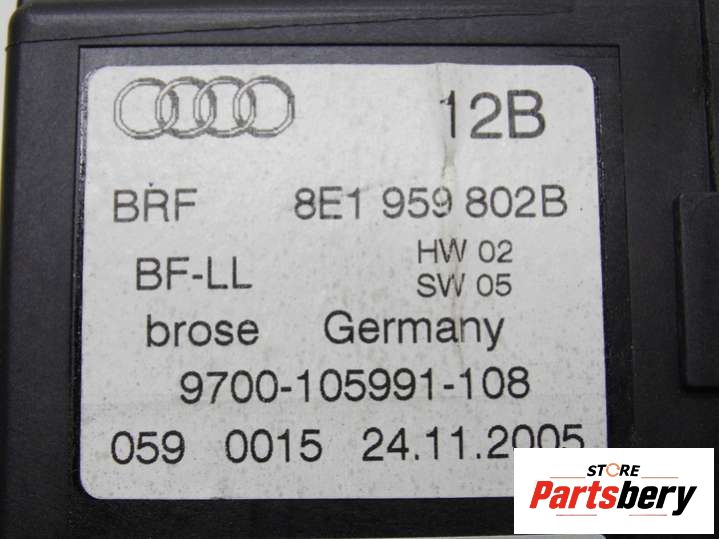 12B
BRF 8E1 959 802B
BF-LL HW 02
SW 05
brose Germany
9700-105991-108
059 0015 24.11.2005
STORE
Partsbery